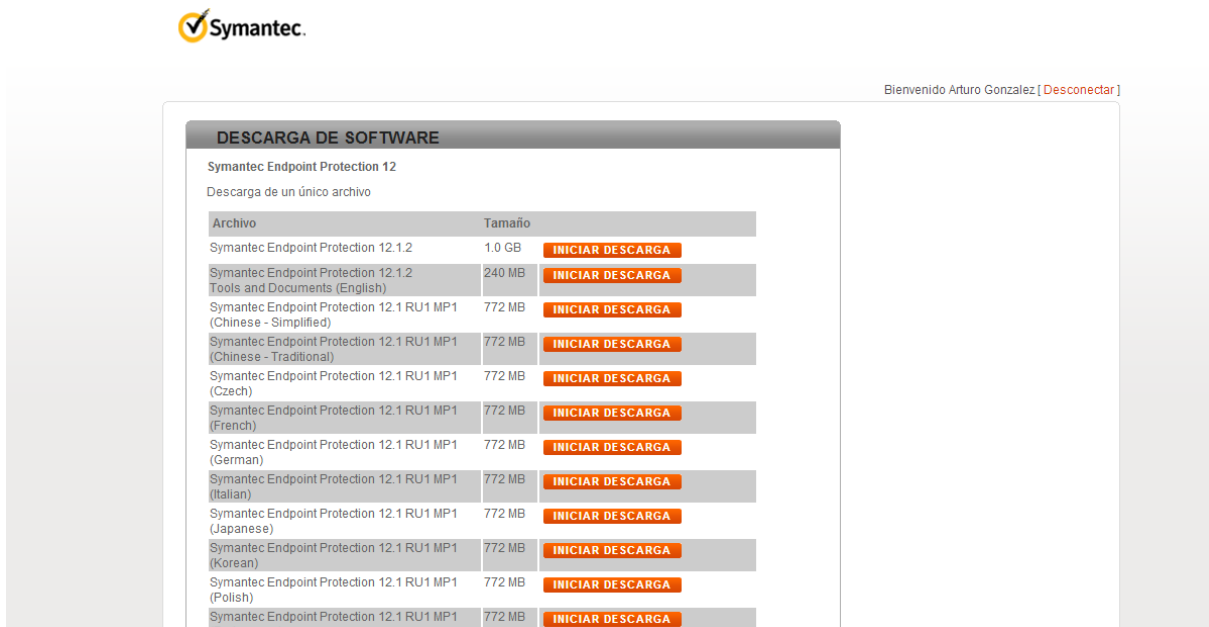 Symantec.
Bienvenido Arturo Gonzalez [ Desconectar ]
DESCARGA DE SOFTWARE
Symantec Endpoint Protection 12
Descarga de un único archivo
Archivo Tamaño
Symantec Endpoint Protection 12.1.2 1.0 GB INICIAR DESCARGA
Symantec Endpoint Protection 12.1.2 240 MB INICIAR DESCARGA
Tools and Documents (English)
Symantec Endpoint Protection 12.1 RU1 MP1 772 MB INICIAR DESCARGA
(Chinese - Simplified)
Symantec Endpoint Protection 12.1 RU1 MP1 772 MB INICIAR DESCARGA
(Chinese - Traditional)
Symantec Endpoint Protection 12.1 RU1 MP1 772 MB INICIAR DESCARGA
(Czech)
Symantec Endpoint Protection 12.1 RU1 MP1 772 MB INICIAR DESCARGA
(French)
Symantec Endpoint Protection 12.1 RU1 MP1 772 MB INICIAR DESCARGA
(German)
Symantec Endpoint Protection 12.1 RU1 MP1 772 MB INICIAR DESCARGA
(Italian)
Symantec Endpoint Protection 12.1 RU1 MP1 772 MB INICIAR DESCARGA
(Japanese)
Symantec Endpoint Protection 12.1 RU1 MP1 772 MB INICIAR DESCARGA
(Korean)
Symantec Endpoint Protection 12.1 RU1 MP1 772 MB INICIAR DESCARGA
(Polish)
Symantec Endpoint Protection 12.1 RU1 MP1 772 MB INICIAR DESCARGA